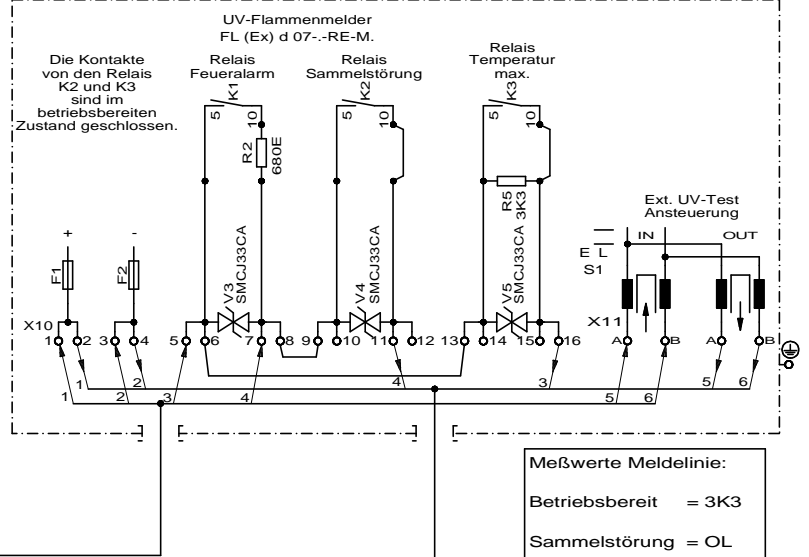 UV-Flammenmelder
FL (Ex) d 07-.-RE-M.
Die Kontakte
von den Relais
K2 und K3
sind im
betriebsbereiten
Zustand geschlossen.
Relais
Feueralarm
Relais
Sammelstörung
Relais
Temperatur
max.
K1
5
10
R2
680E
K2
5
10
K3
5
10
R5
3K3
Ext. UV-Test
Ansteuerung
IN
OUT
E L
S1
+
-
F1
F2
V3
SMCJ33CA
V4
SMCJ33CA
V5
SMCJ33CA
X10
X11
1 2 3 4 5 6 7 8 9 10 11 12 13 14 15 16 A B A B
1 2 4 3 5 6
1 2 3 4 5 6
Meßwerte Meldelinie:
Betriebsbereit = 3K3
Sammelstörung = OL